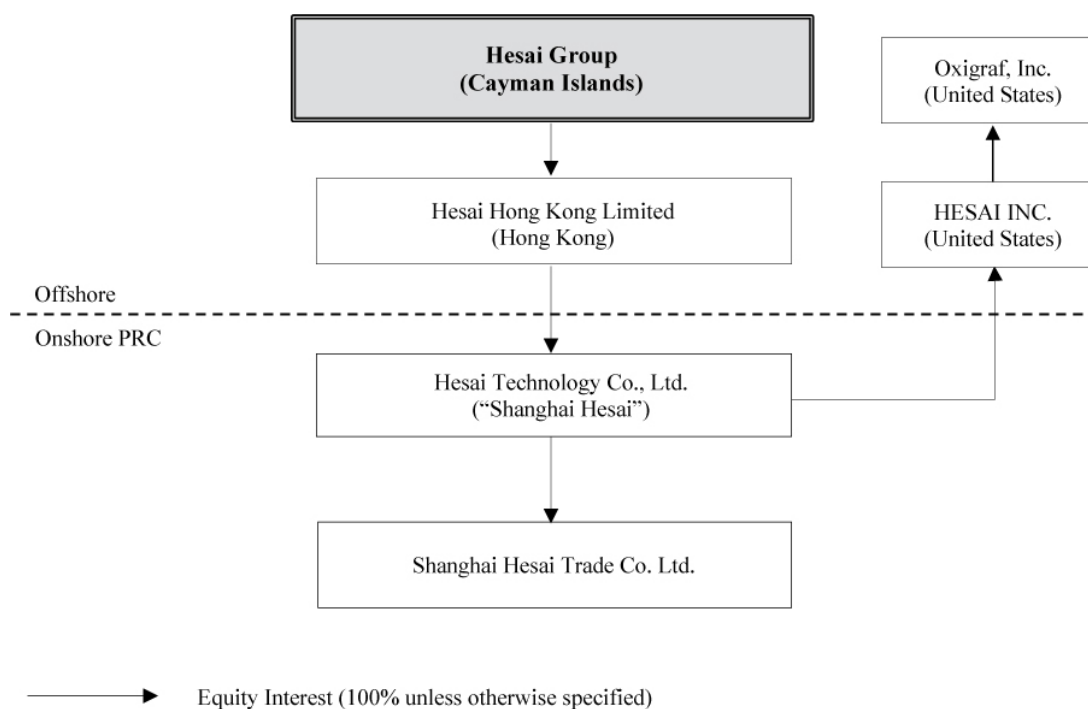 Hesai Group
(Cayman Islands)
Oxigraf, Inc.
(United States)
Hesai Hong Kong Limited
(Hong Kong)
HESAI INC.
(United States)
Offshore
Onshore PRC
Hesai Technology Co., Ltd.
(“Shanghai Hesai”)
Shanghai Hesai Trade Co. Ltd.
Equity Interest (100% unless otherwise specified)